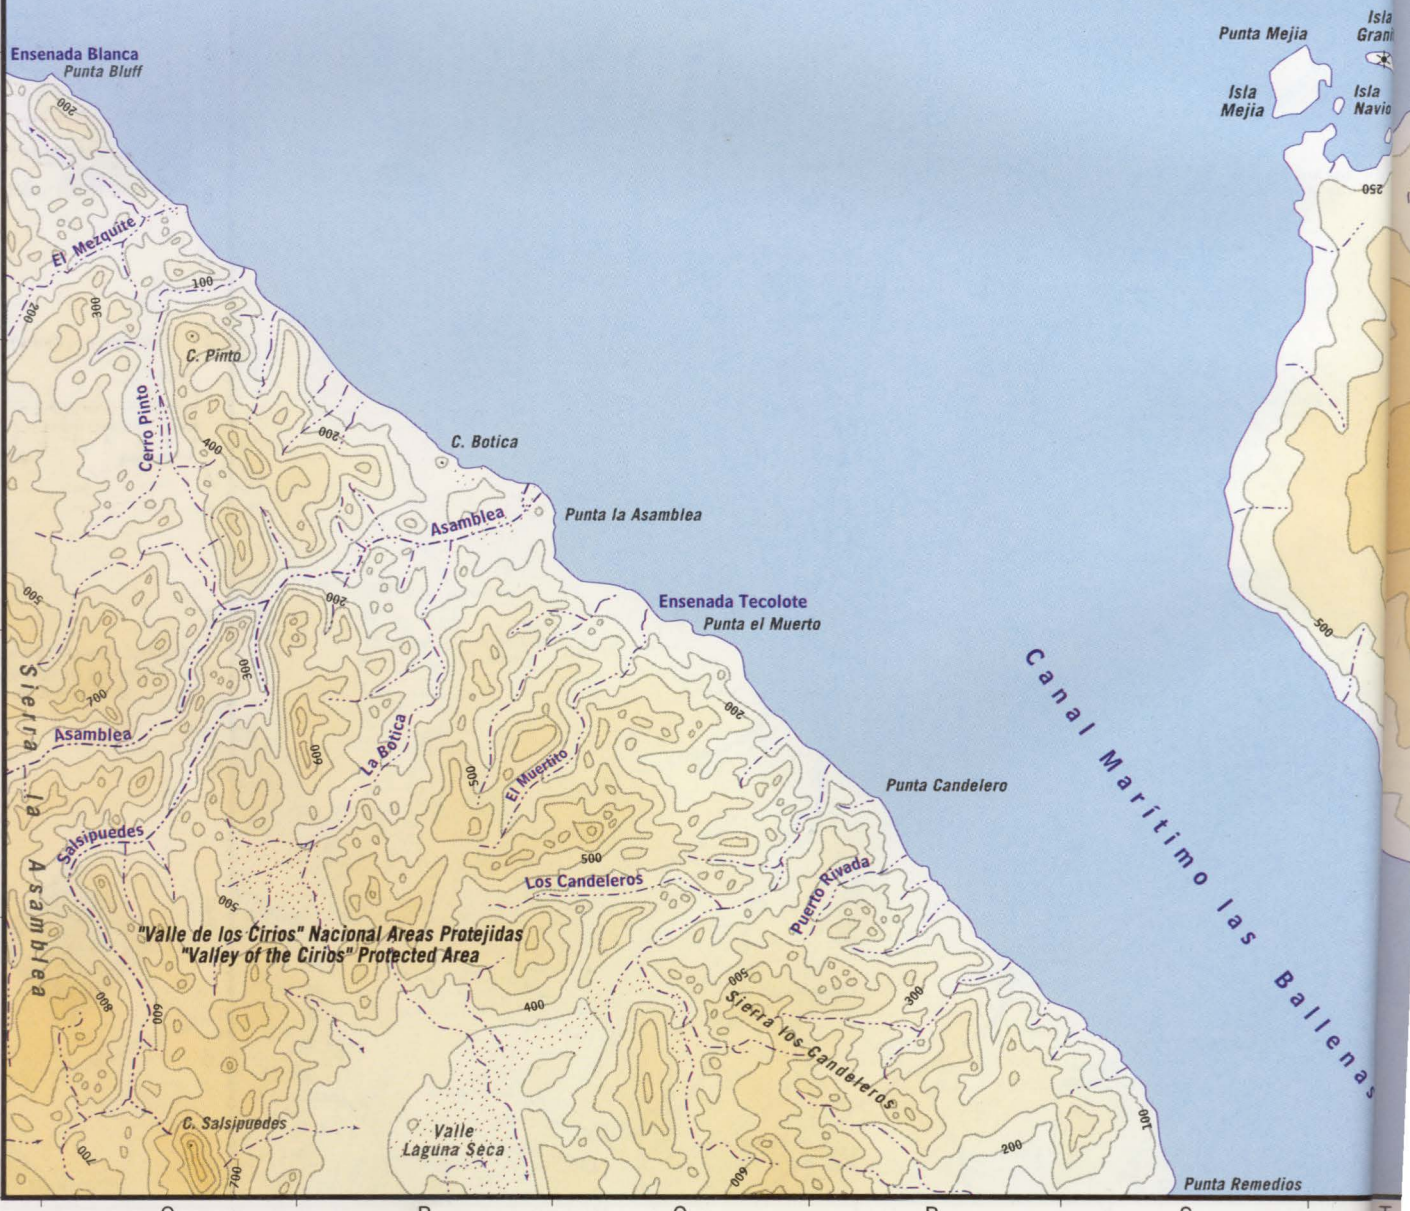 Ensenada Blanca
Punta Bluff
Punta Mejia
Isla
Isla
Mejia
Isla
200
250
El Mezquite
100
200
300
C. Pinto
Cerro Pinto
400
200
C. Botica
Asamblea
Punta la Asamblea
500
200
Ensenada Tecolote
Punta el Muerto
300
500
Sierra la Asamblea
700
200
Asamblea
La Botica
600
500
El Muertito
Canal Marítimo las Ballenas
Punta Candelero
Salsipuedes
500
Los Candeleros
Puerto Rivada
500
"Valle de los Cirios" Nacional Areas Protejidas
"Valley of the Cirios" Protected Area
500
Sierra los Candeleros
300
800
600
400
C. Salsipuedes
Valle
Laguna Seca
100
200
700
700
600
Punta Remedios